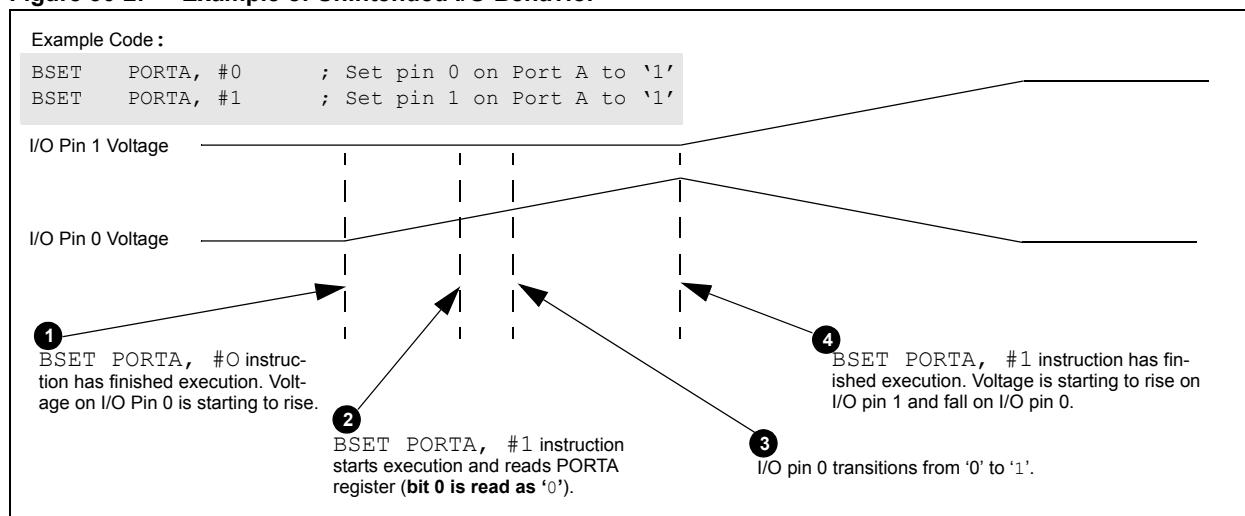 Example Code:
BSET PORTA, #0 ; Set pin 0 on Port A to ‘1’
BSET PORTA, #1 ; Set pin 1 on Port A to ‘1’
I/O Pin 1 Voltage
I/O Pin 0 Voltage
1
BSET PORTA, #0 instruc-
tion has finished execution. Volt-
age on I/O Pin 0 is starting to rise.
2
BSET PORTA, #1 instruction
starts execution and reads PORTA
register (bit 0 is read as ‘0’).
3
I/O pin 0 transitions from ‘0’ to ‘1’.
4
BSET PORTA, #1 instruction has fin-
ished execution. Voltage is starting to rise on
I/O pin 1 and fall on I/O pin 0.